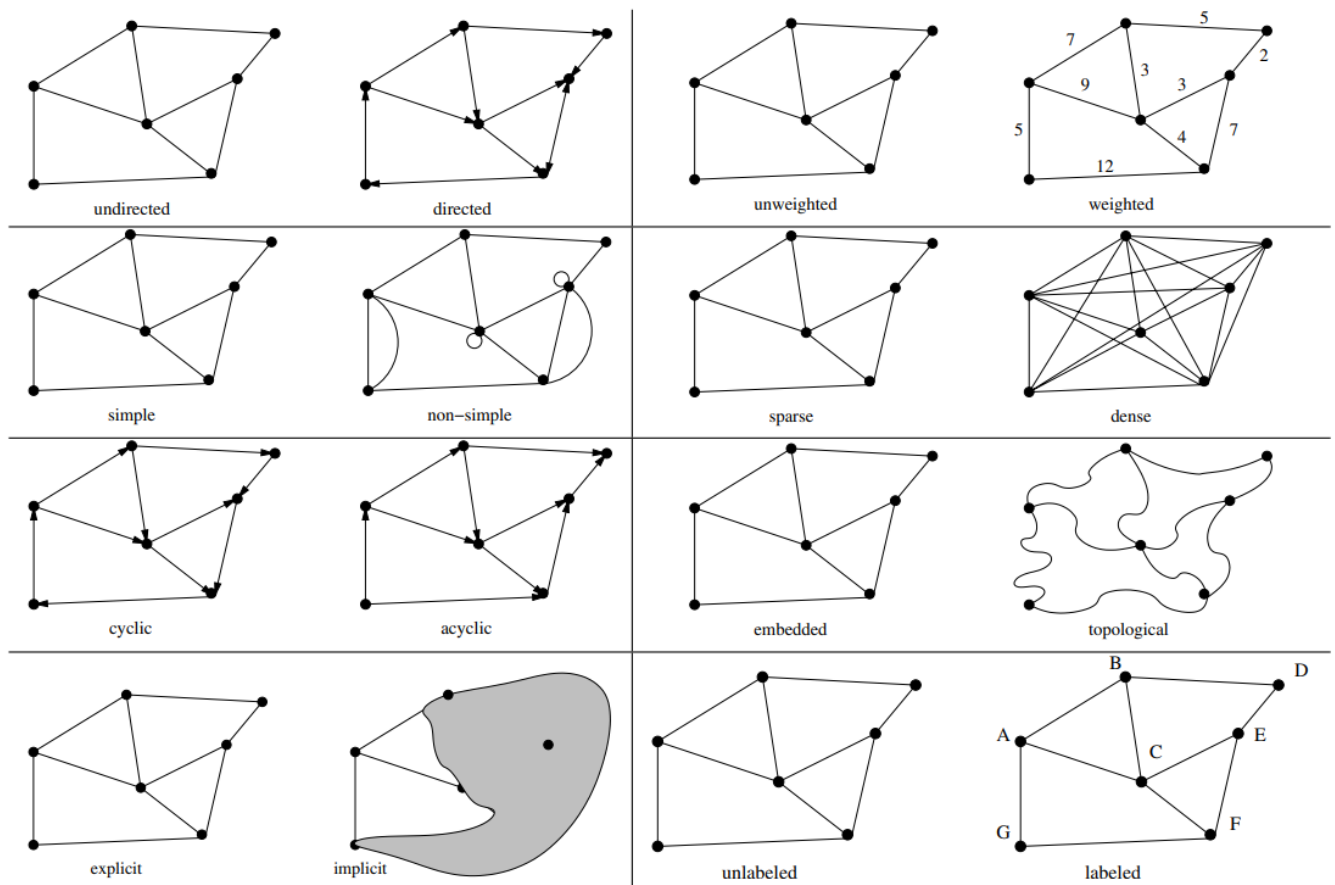 5
7
2
3
3
9
5
4
7
12
undirected
directed
unweighted
weighted
simple
non−simple
sparse
dense
cyclic
acyclic
embedded
topological
B
D
A
C
E
G
F
explicit
implicit
unlabeled
labeled